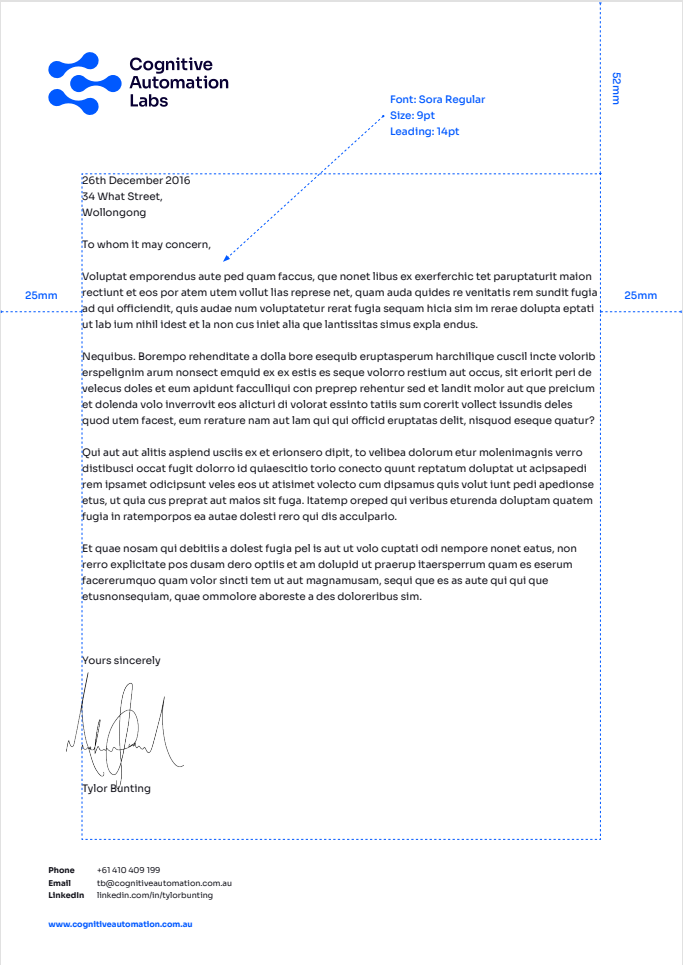 Cognitive
Automation
Labs
52mm
Font: Sora Regular
Size: 9pt
Leading: 14pt
26th December 2016
34 What Street,
Wollongong
To whom it may concern,
Voluptat emporendus aute ped quam faccus, que nonet libus ex exerferchic tet paruptaturit maion
rectiunt et eos por atem utem vollut lias represe net, quam auda quides re venitatis rem sundit fugia
25mm
25mm
ad qui officiendit, quis audae num voluptatetur rerat fugia sequam hicia sim im rerae dolupta eptati
ut lab ium nihil idest et la non cus iniet alia que lantissitas simus expla endus.
Nequibus. Borempo rehenditate a dolla bore esequib eruptasperum harchilique cuscil incte volorib
erspelignim arum nonsect emquid ex ex estis es seque volorro restium aut occus, sit eriorit peri de
velecus doles et eum apidunt facculliqui con preprep rehentur sed et landit molor aut que preicium
et dolenda volo inverrovit eos alicturi di volorat essinto tatiis sum corerit vollect issundis deles
quod utem facest, eum rerature nam aut lam qui qui officid eruptatas delit, nisquod eseque quatur?
Qui aut aut alitis aspiend usciis ex et erionsero dipit, to velibea dolorum etur molenimagnis verro
distibusci occat fugit dolorro id quiaescitio torio conecto quunt reptatum doluptat ut acipsapedi
rem ipsamet odicipsunt veles eos ut atisimet volecto cum dipsamus quis volut iunt pedi apedionse
etus, ut quia cus preprat aut maios sit fuga. Itatemp oreped qui veribus eturenda doluptam quatem
fugia in ratemporpos ea autae dolesti rero qui dis acculpario.
Et quae nosam qui debitiis a dolest fugia pel is aut ut volo cuptati odi nempore nonet eatus, non
rerro explicitate pos dusam dero optiis et am dolupid ut praerup itaersperrum quam es eserum
facererumquo quam volor sincti tem ut aut magnamusam, sequi que es as aute qui qui que
etusnonsequiam, quae ommolore aboreste a des doloreribus sim.
Yours sincerely
Tylor Bunting
Phone +61 410 409 199
Email tb@cognitiveautomation.com.au
LinkedIn linkedin.com/in/tylorbunting
www.cognitiveautomation.com.au